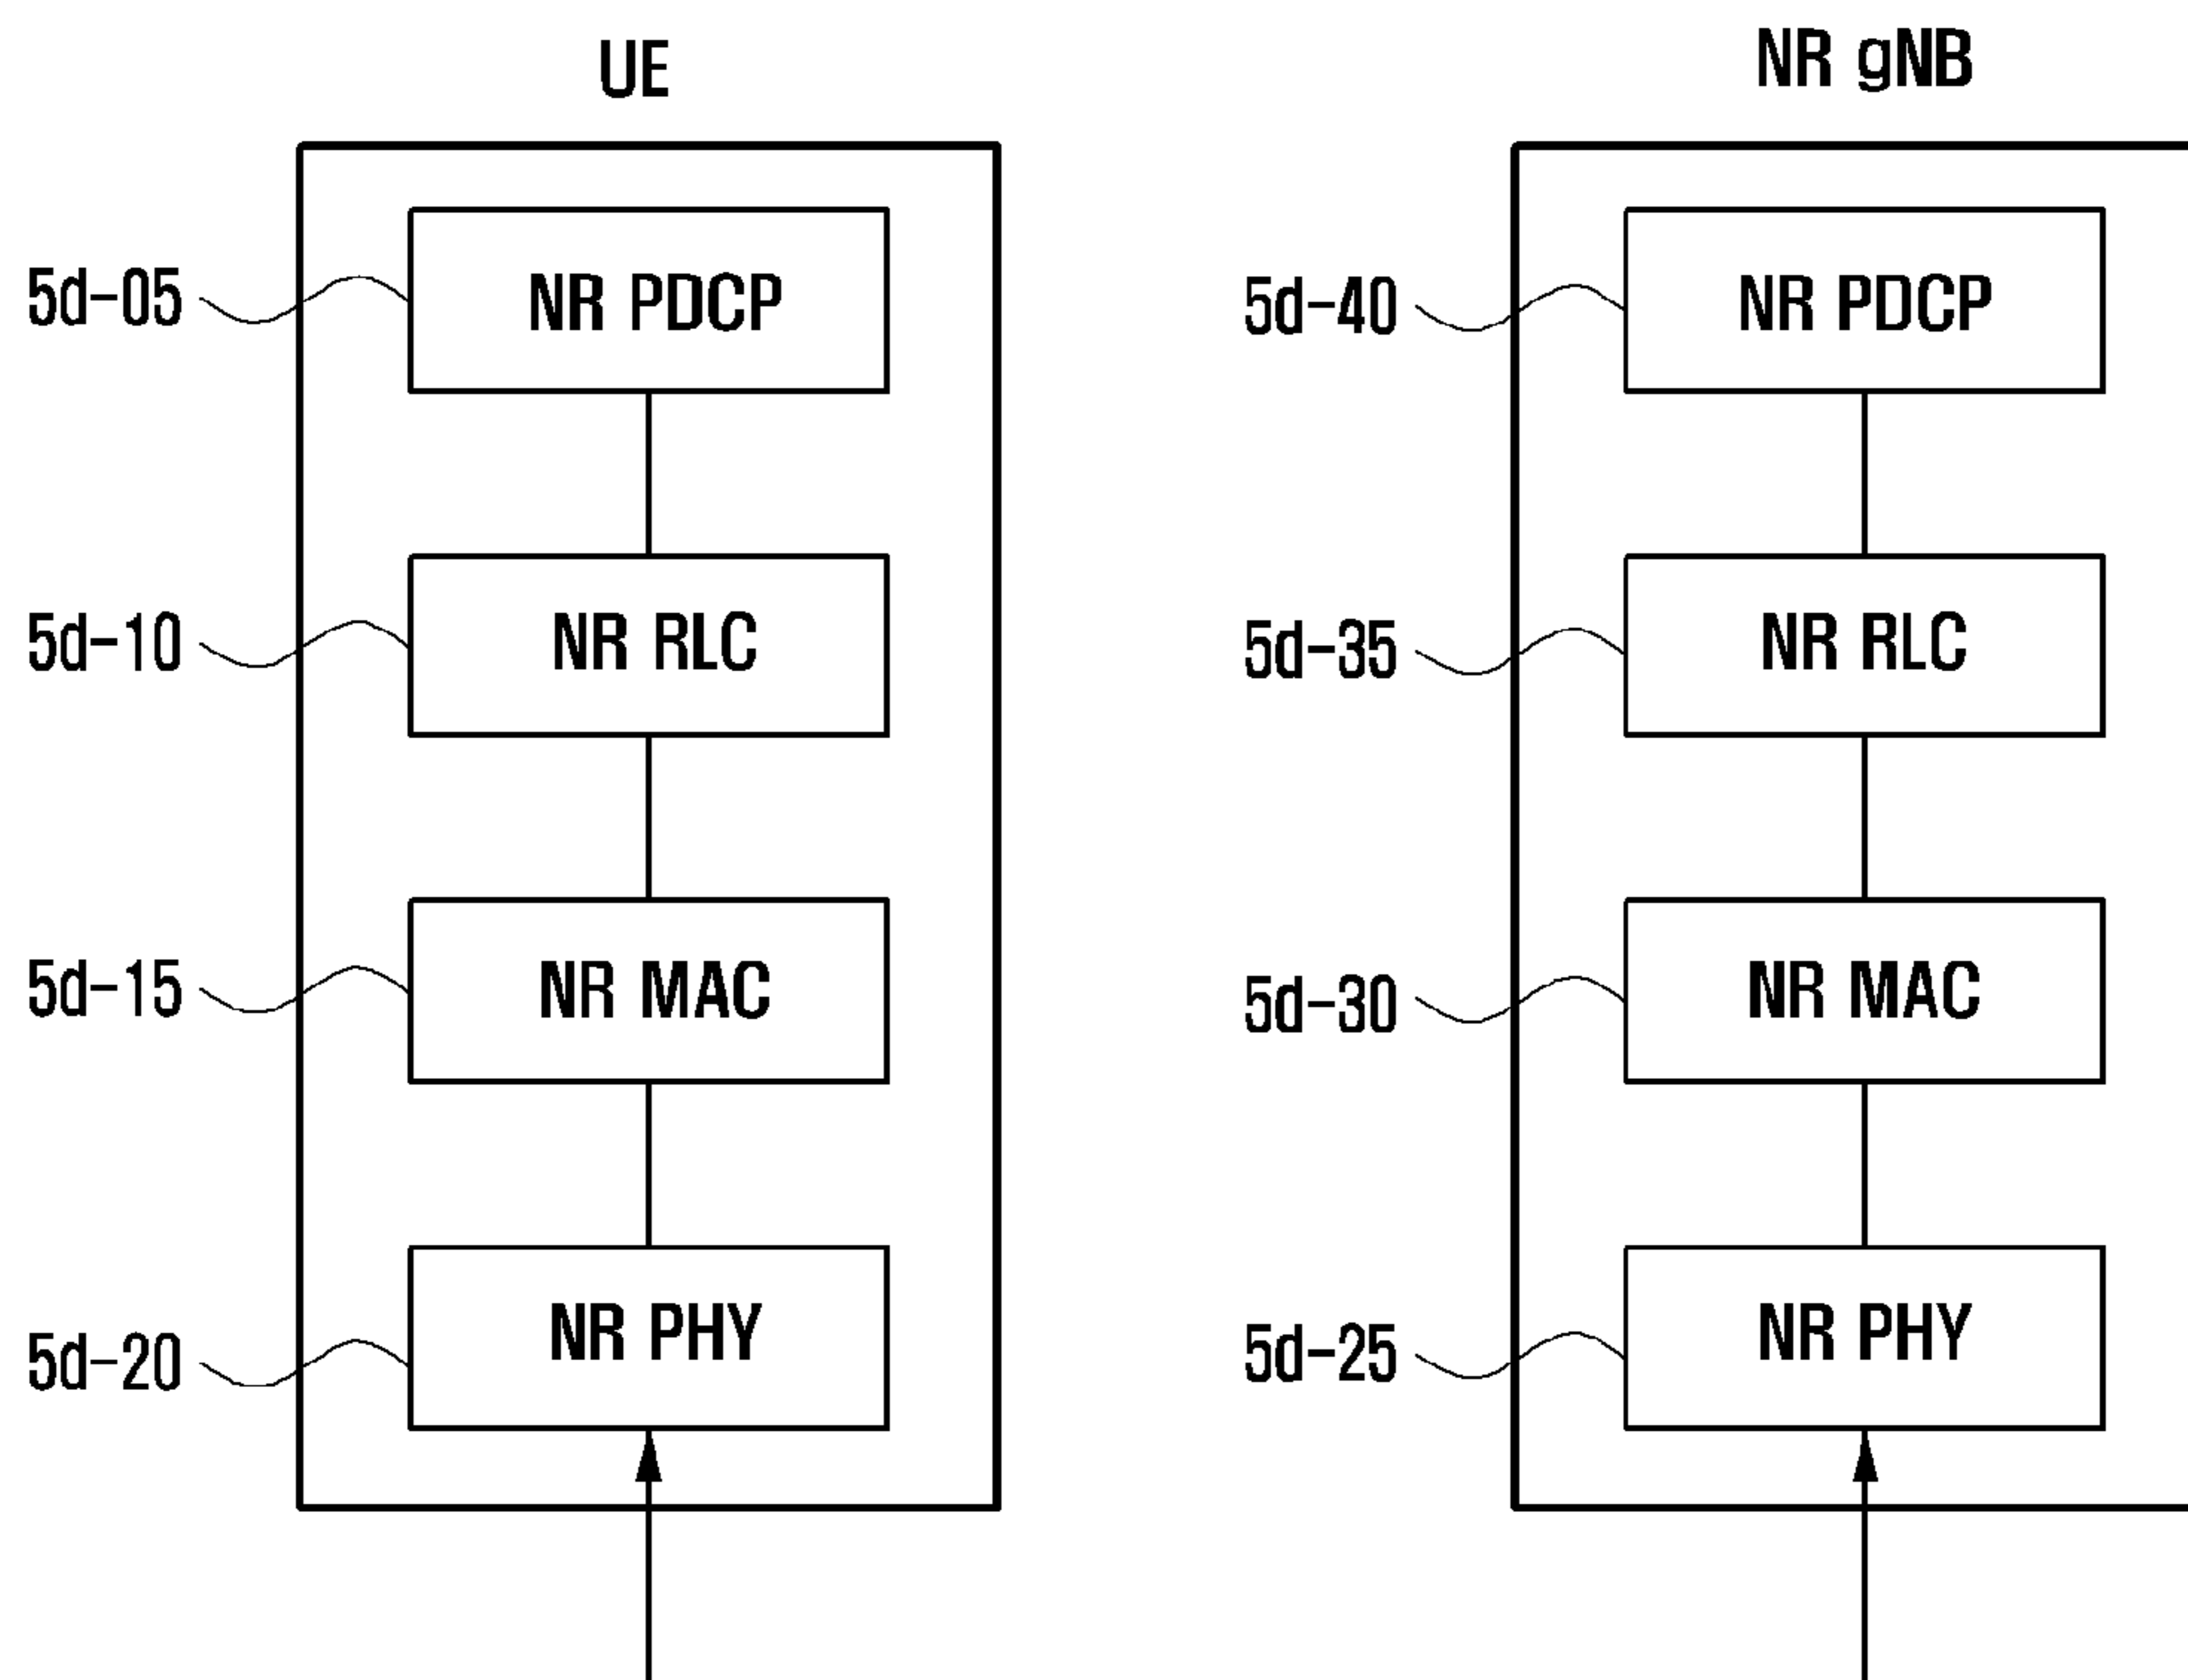 UE
NR gNB
5d-05
NR PDCP
5d-40
NR PDCP
5d-10
NR RLC
5d-35
NR RLC
5d-15
NR MAC
5d-30
NR MAC
5d-20
NR PHY
5d-25
NR PHY